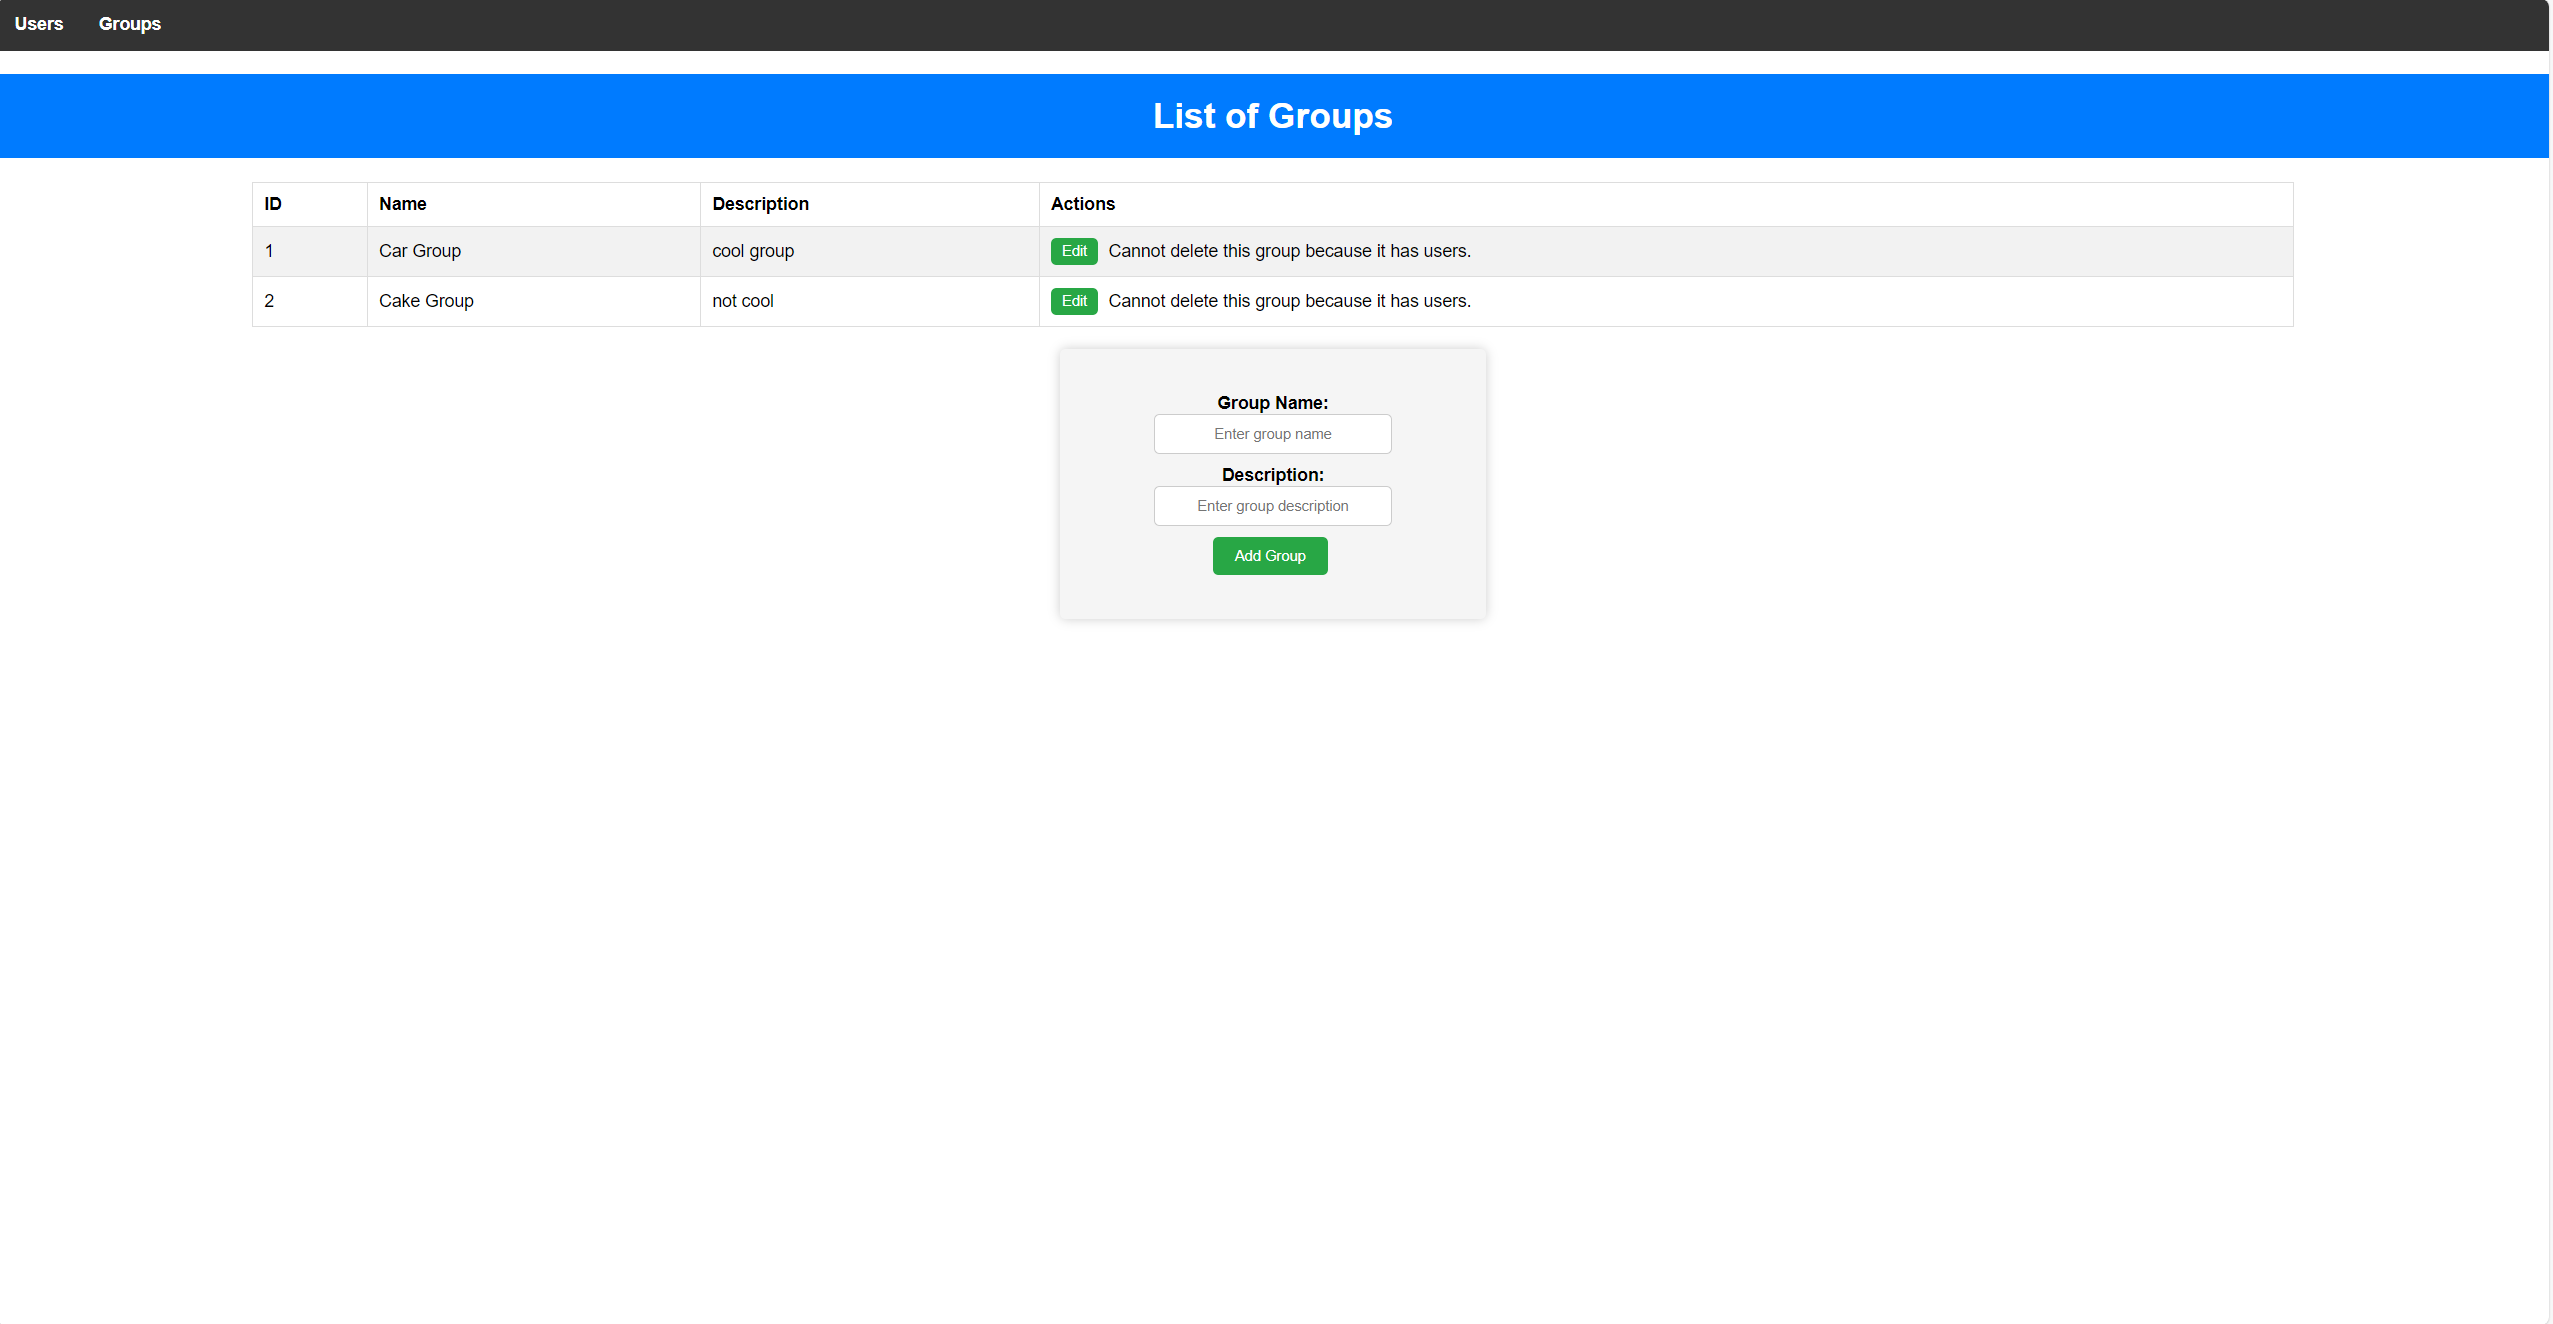 Users Groups
List of Groups
ID Name Description Actions
1 Car Group cool group Edit Cannot delete this group because it has users.
2 Cake Group not cool Edit Cannot delete this group because it has users.
Group Name:
Enter group name
Description:
Enter group description
Add Group